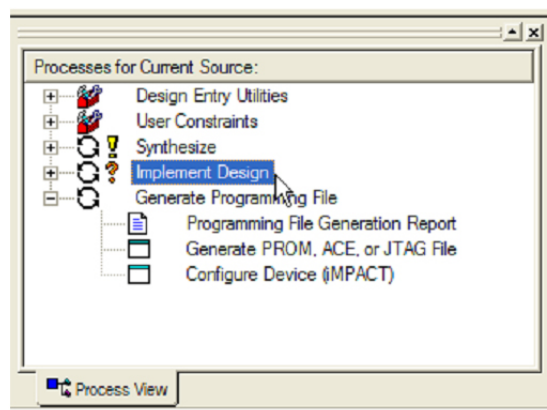 Processes for Current Source:
Design Entry Utilities
User Constraints
Synthesize
Implement Design
Generate Programming File
Programming File Generation Report
Generate PROM, ACE, or JTAG File
Configure Device (iMPACT)
Process View